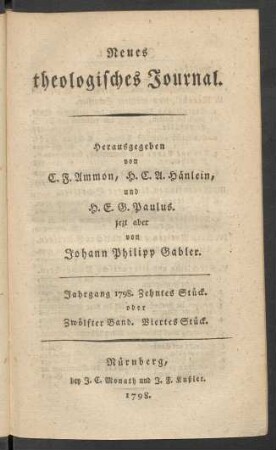 Neues
theologisches Journal.
Herausgegeben
von
C. F. Ammon, H. C. A. Hänlein,
und
H. E. G. Paulus.
jezt aber
von
Johann Philipp Gabler.
Jahrgang 1798. Zehntes Stück.
oder
Zwölfter Band. Viertes Stück.
Nürnberg,
bey J. C. Monath und J. F. Kußler.
1798.